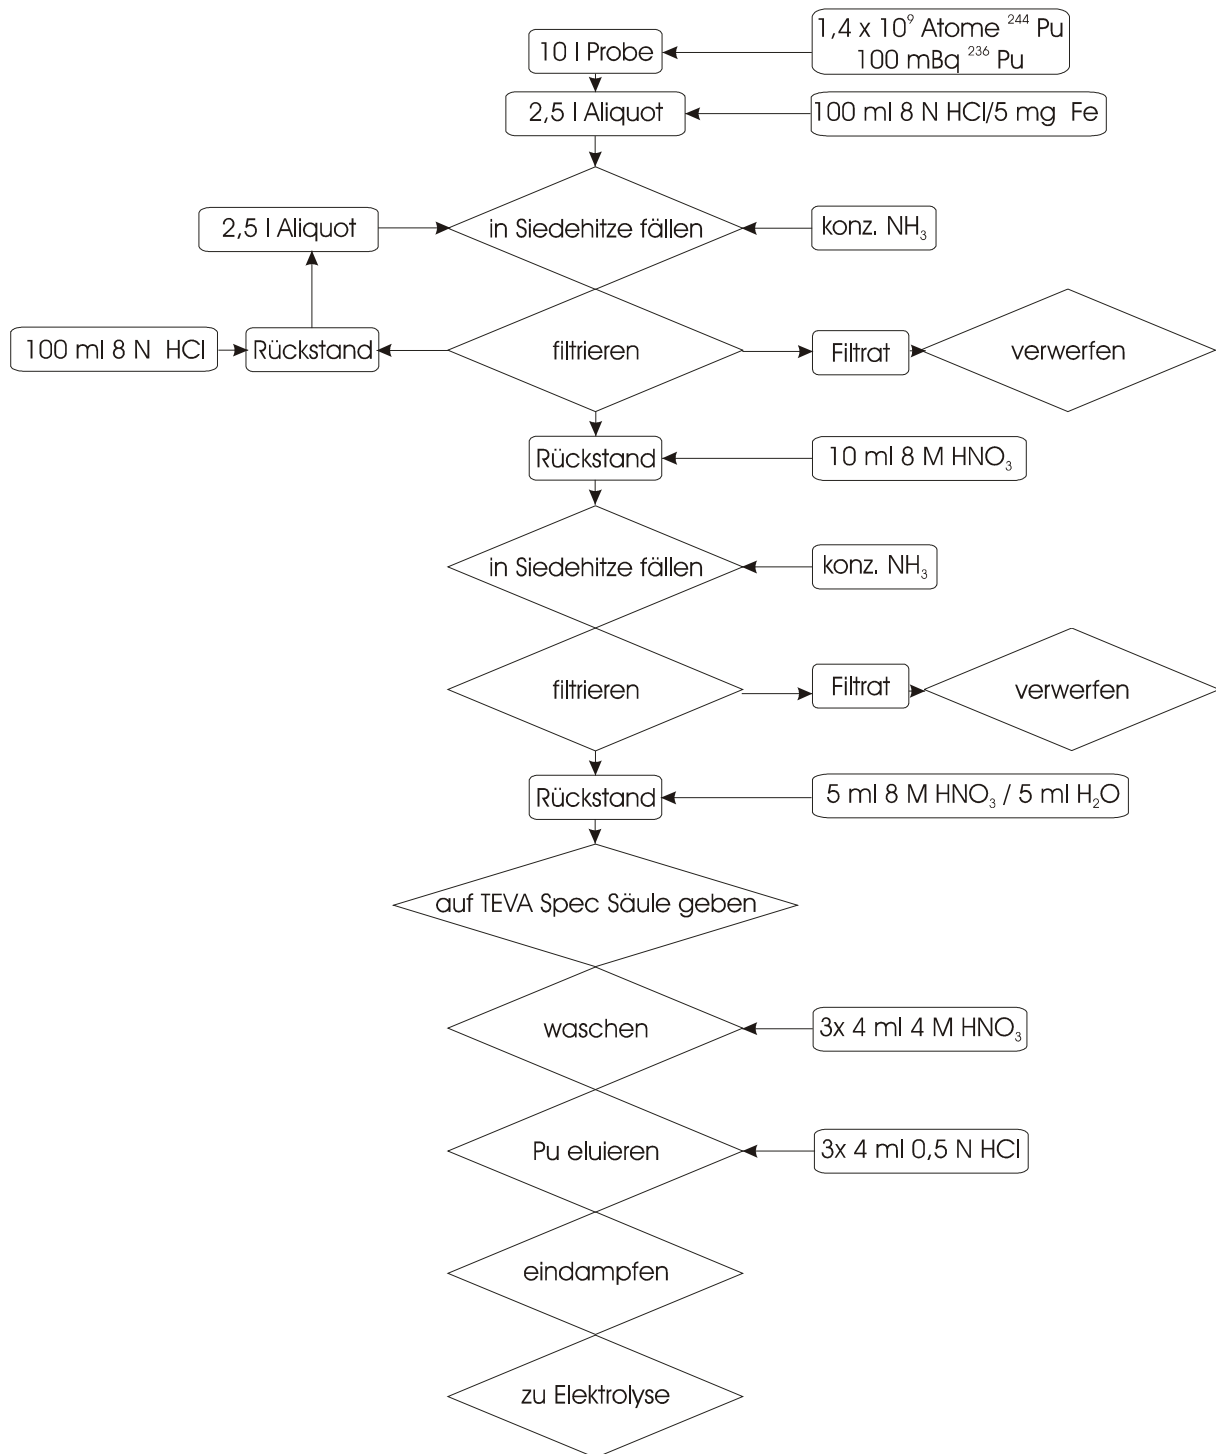 1,4 x 10⁹ Atome ²⁴⁴ Pu
10 l Probe
100 mBq ²³⁶ Pu
2,5 l Aliquot
100 ml 8 N HCl/5 mg Fe
2,5 l Aliquot
in Siedehitze fällen
konz. NH₃
100 ml 8 N HCl
Rückstand
filtrieren
Filtrat
verwerfen
Rückstand
10 ml 8 M HNO₃
in Siedehitze fällen
konz. NH₃
filtrieren
Filtrat
verwerfen
Rückstand
5 ml 8 M HNO₃ / 5 ml H₂O
auf TEVA Spec Säule geben
waschen
3x 4 ml 4 M HNO₃
Pu eluieren
3x 4 ml 0,5 N HCl
eindampfen
zu Elektrolyse